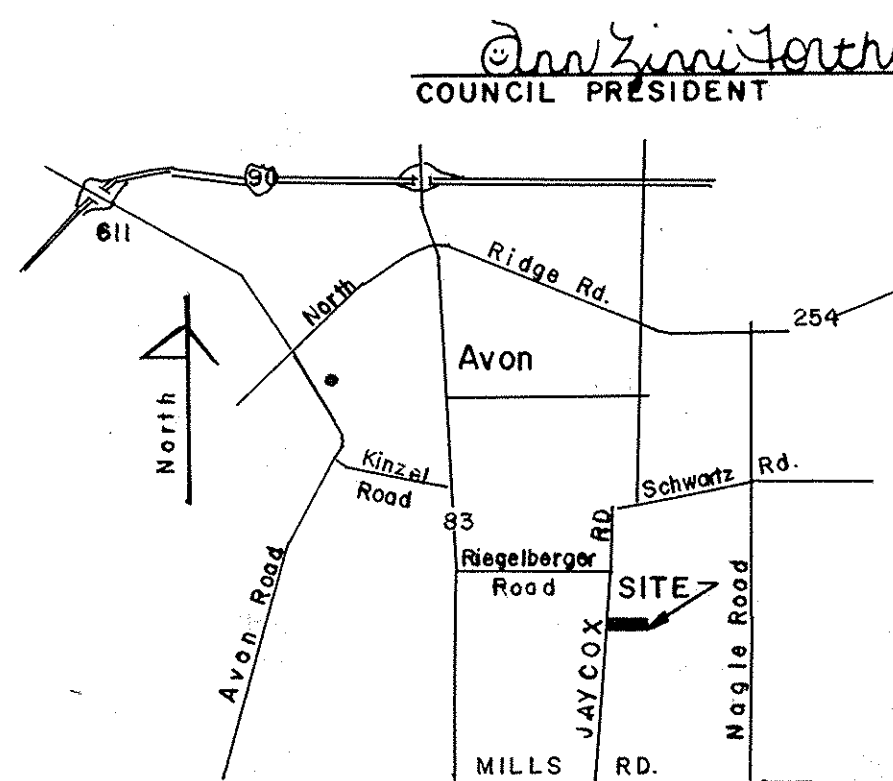 Ann Zinni Forth
COUNCIL PRESIDENT
90
611
North
Ridge Rd.
254
Avon
North
Kinzel
Road
Schwartz Rd.
83
RD
Riegelberger
Road
SITE
Avon Road
JAYCOX
Nagle Road
MILLS RD.